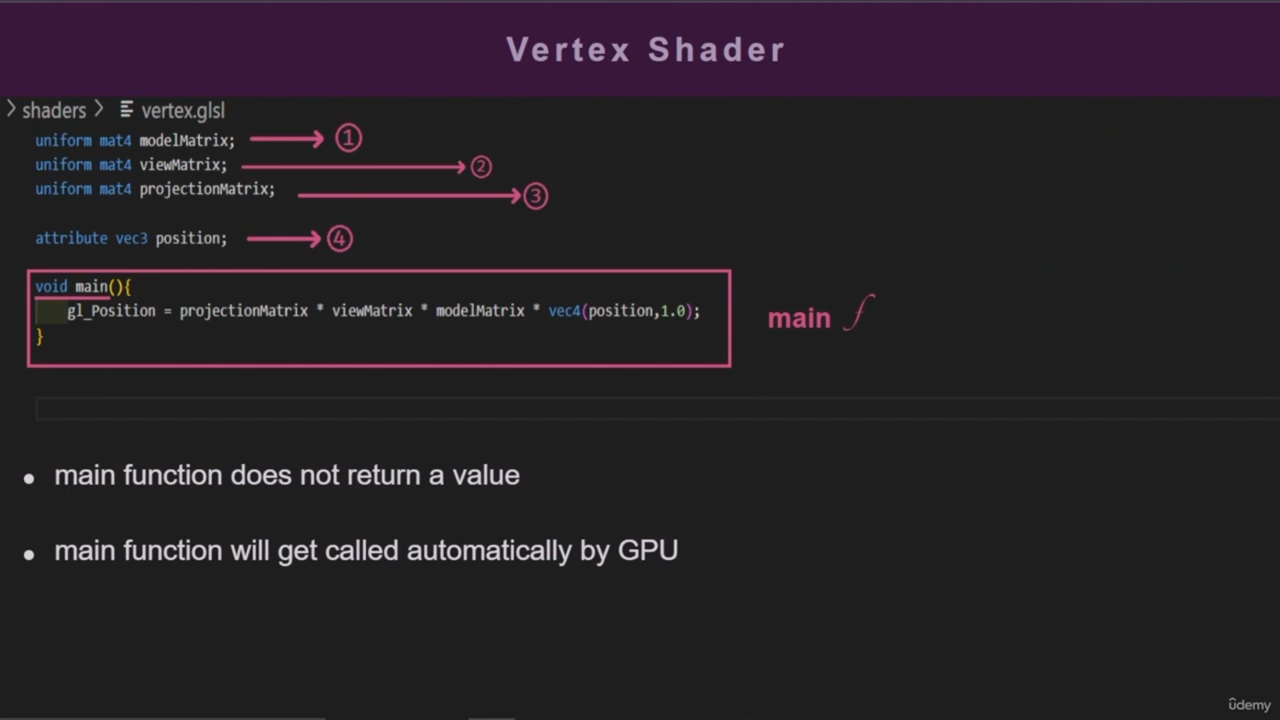 Vertex Shader
shaders vertex.glsl
uniform mat4 modelMatrix; 1
uniform mat4 viewMatrix; 2
uniform mat4 projectionMatrix; 3
attribute vec3 position; 4
void main(){
gl_Position = projectionMatrix * viewMatrix * modelMatrix * vec4(position,1.0);
}
main f
main function does not return a value
main function will get called automatically by GPU
ûdemy